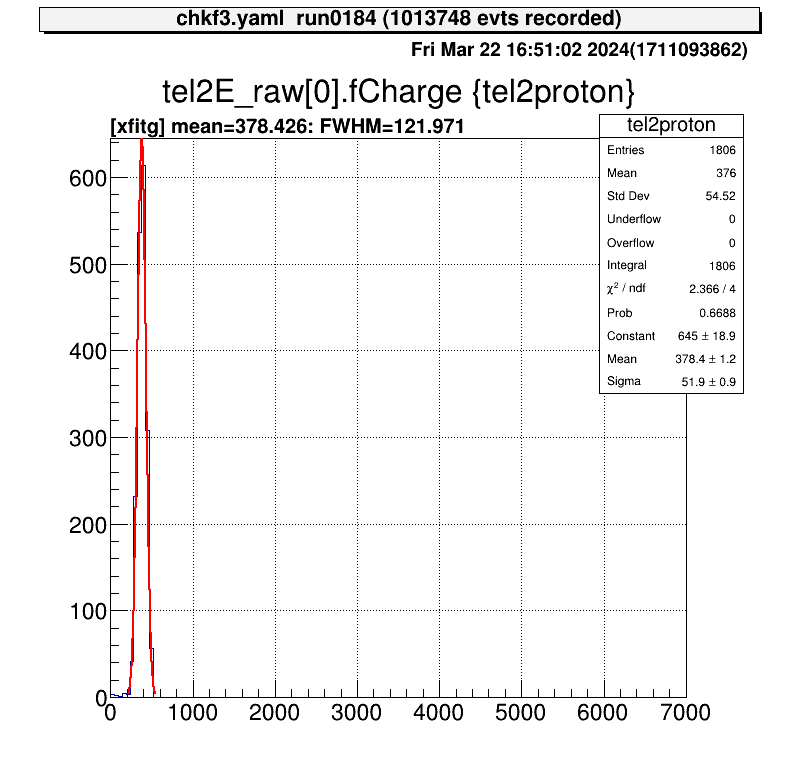 chkf3.yaml run0184 (1013748 evts recorded)
Fri Mar 22 16:51:02 2024(1711093862)
tel2E_raw[0].fCharge {tel2proton}
[xfitg] mean=378.426: FWHM=121.971
tel2proton
Entries 1806
Mean 376
Std Dev 54.52
Underflow 0
Overflow 0
Integral 1806
χ² / ndf 2.366 / 4
Prob 0.6688
Constant 645 ± 18.9
Mean 378.4 ± 1.2
Sigma 51.9 ± 0.9
600
500
400
300
200
100
0
0 1000 2000 3000 4000 5000 6000 7000